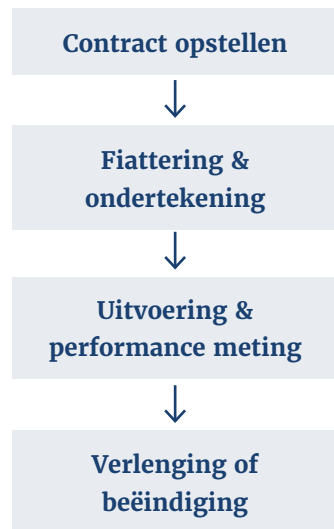 Contract opstellen
Fiattering &
ondertekening
Uitvoering &
performance meting
Verlenging of
beëindiging